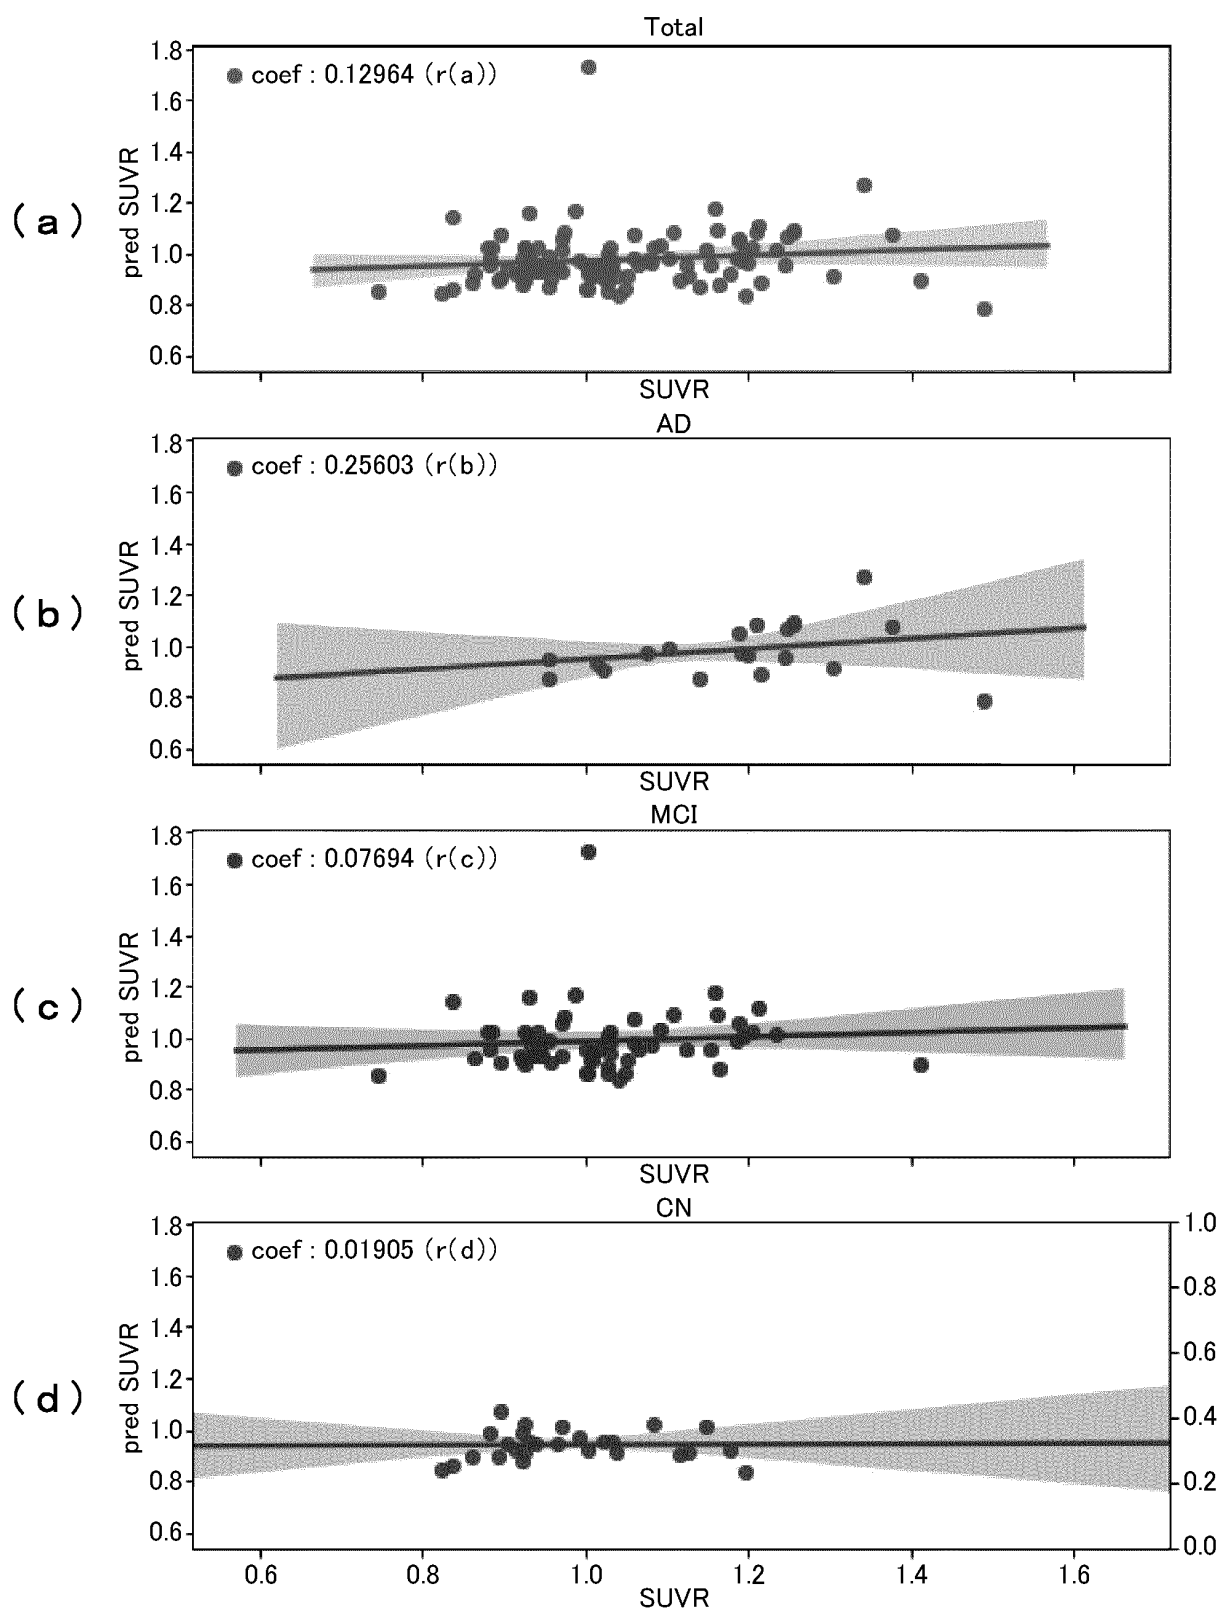 Total
(a)
pred SUVR
1.8
1.6
1.4
1.2
1.0
0.8
0.6
coef : 0.12964 (r(a))
SUVR
AD
(b)
pred SUVR
1.8
1.6
1.4
1.2
1.0
0.8
0.6
coef : 0.25603 (r(b))
SUVR
MCI
(c)
pred SUVR
1.8
1.6
1.4
1.2
1.0
0.8
0.6
coef : 0.07694 (r(c))
SUVR
CN
(d)
pred SUVR
1.8
1.6
1.4
1.2
1.0
0.8
0.6
coef : 0.01905 (r(d))
1.0
0.8
0.6
0.4
0.2
0.0
0.6 0.8 1.0 1.2 1.4 1.6
SUVR